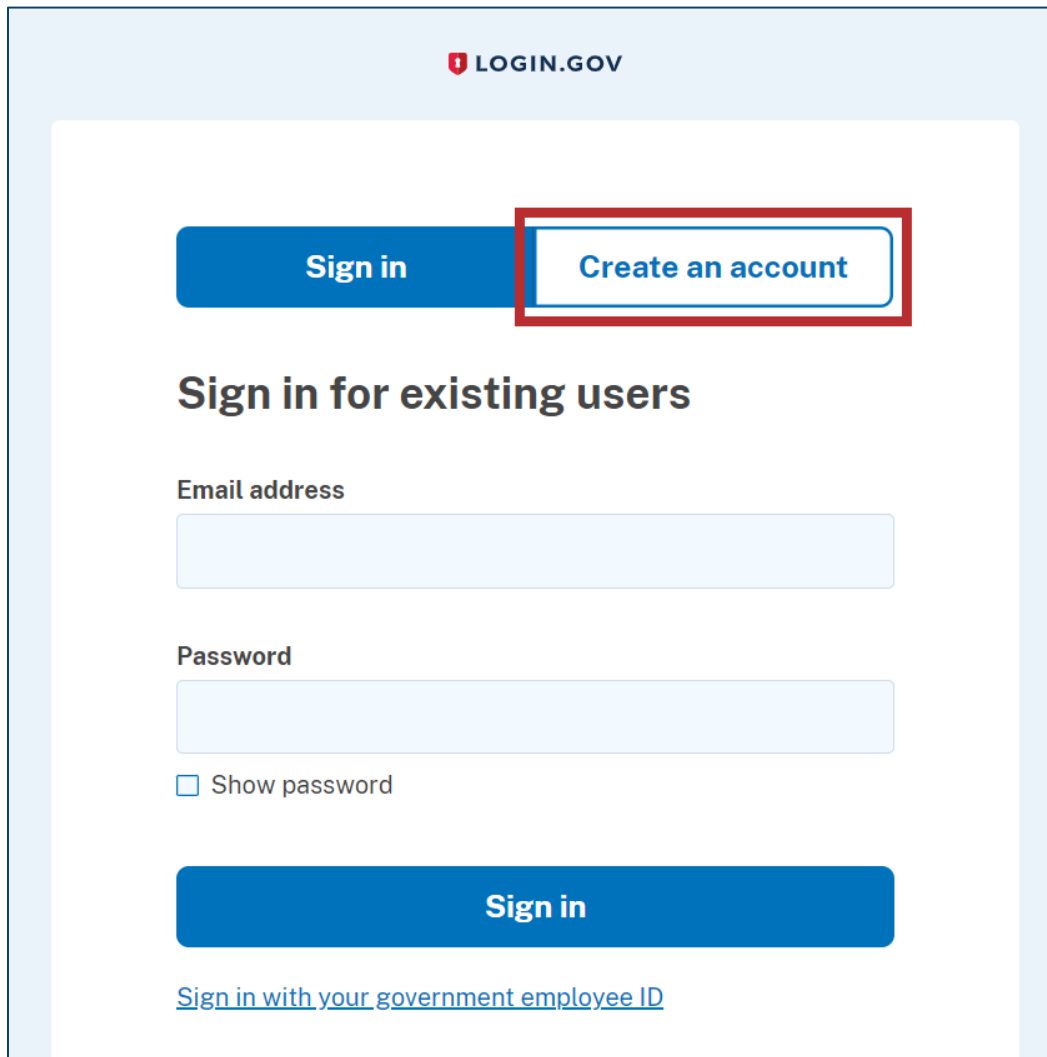 LOGIN.GOV
Sign in
Create an account
Sign in for existing users
Email address
Password
Show password
Sign in
Sign in with your government employee ID